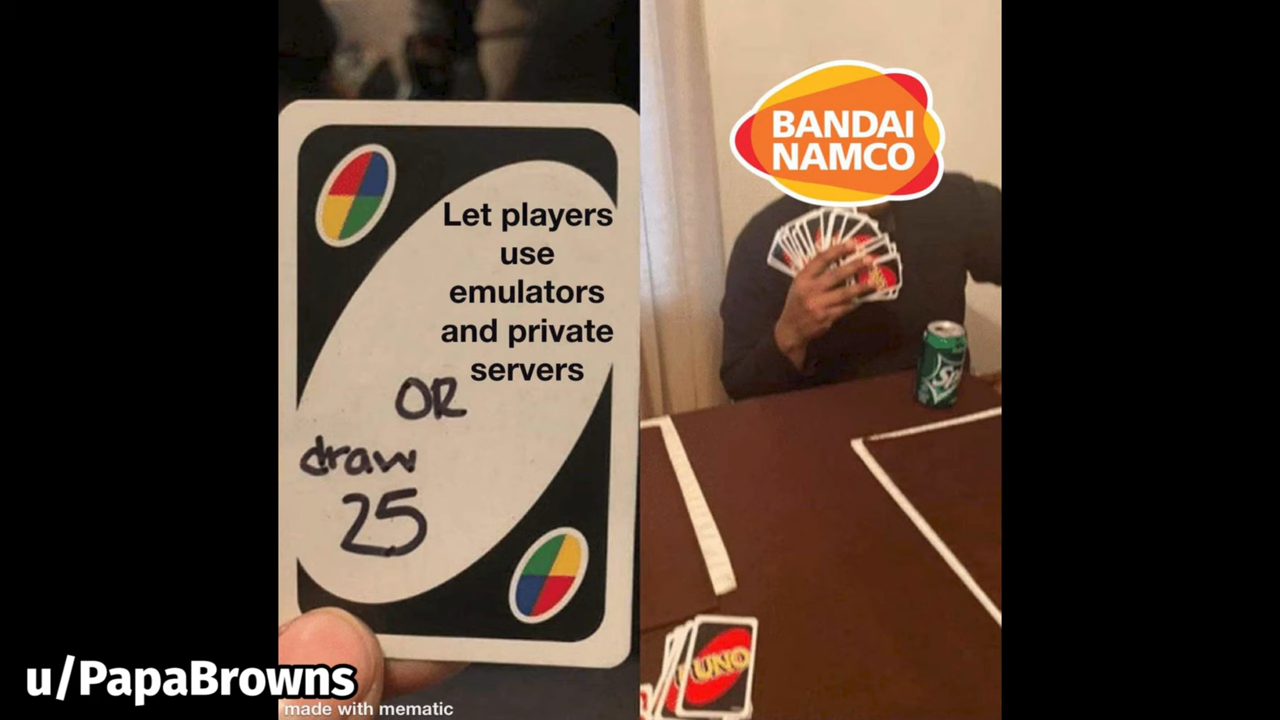 Let players
use
emulators
and private
servers
OR
draw
25
BANDAI
NAMCO
UNO
u/PapaBrowns
made with mematic